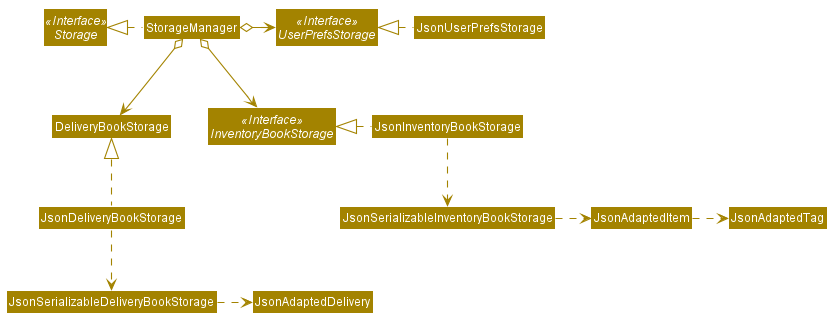 «Interface»
Storage
StorageManager
«Interface»
UserPrefsStorage
JsonUserPrefsStorage
DeliveryBookStorage
«Interface»
InventoryBookStorage
JsonInventoryBookStorage
JsonDeliveryBookStorage
JsonSerializableInventoryBookStorage
JsonAdaptedItem
JsonAdaptedTag
JsonSerializableDeliveryBookStorage
JsonAdaptedDelivery